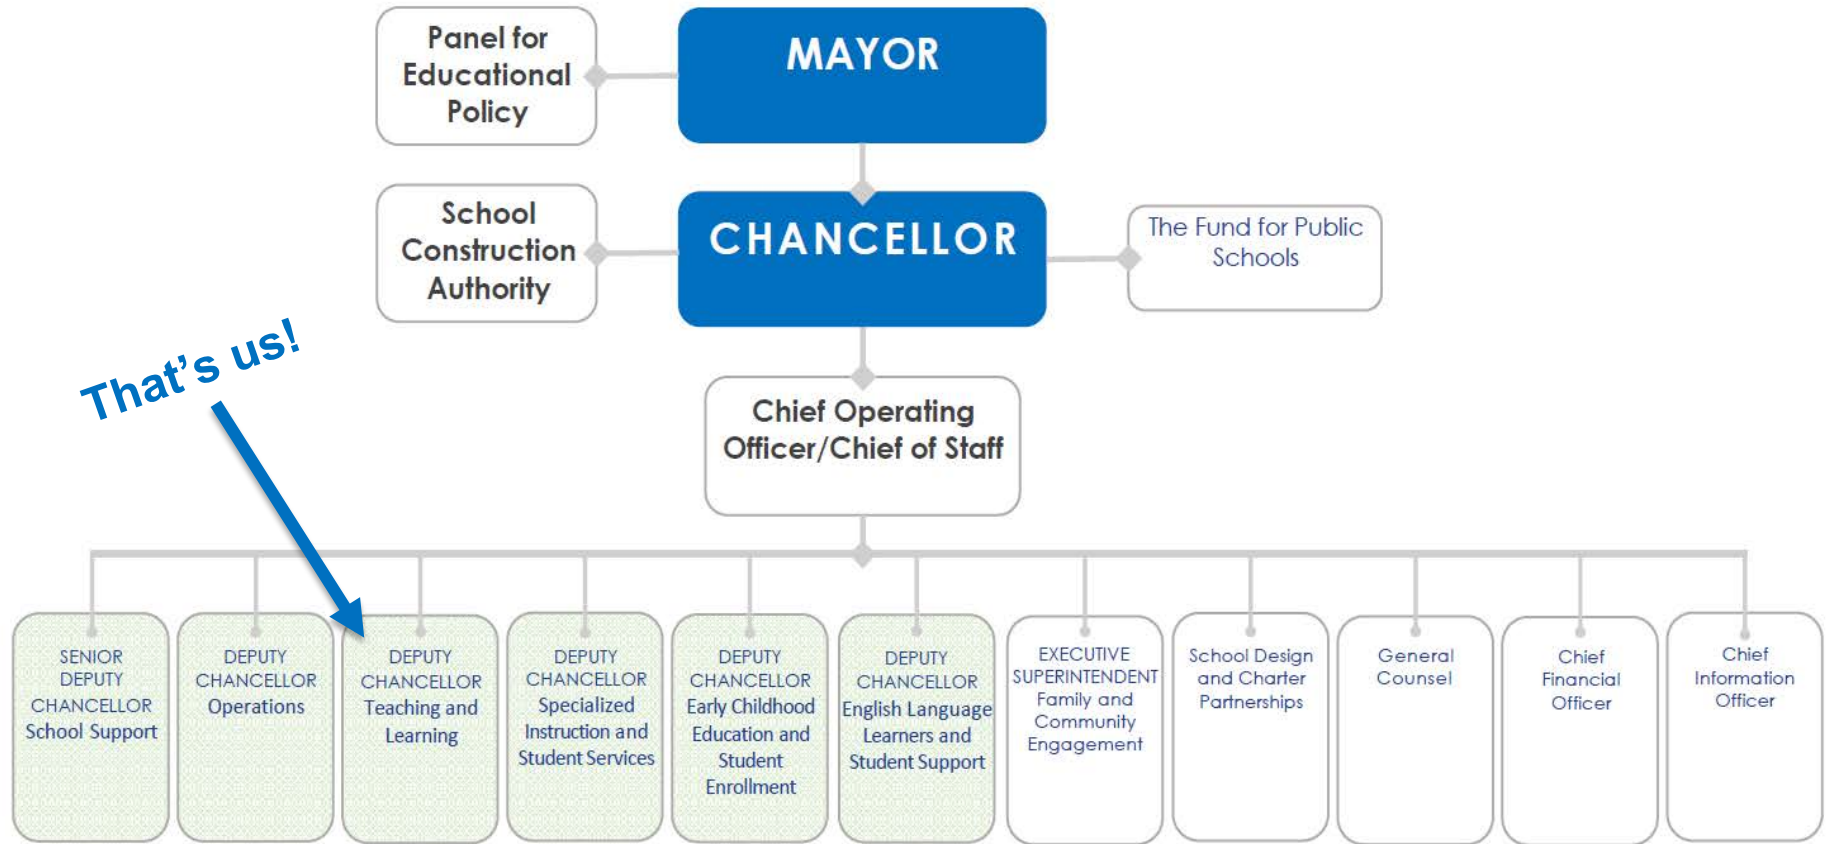 Panel for
Educational
Policy
MAYOR
School
Construction
Authority
CHANCELLOR
The Fund for Public
Schools
That's us!
Chief Operating
Officer/Chief of Staff
SENIOR
DEPUTY
CHANCELLOR
School Support
DEPUTY
CHANCELLOR
Operations
DEPUTY
CHANCELLOR
Teaching and
Learning
DEPUTY
CHANCELLOR
Specialized
Instruction and
Student Services
DEPUTY
CHANCELLOR
Early Childhood
Education and
Student
Enrollment
DEPUTY
CHANCELLOR
English Language
Learners and
Student Support
EXECUTIVE
SUPERINTENDENT
Family and
Community
Engagement
School Design
and Charter
Partnerships
General
Counsel
Chief
Financial
Officer
Chief
Information
Officer